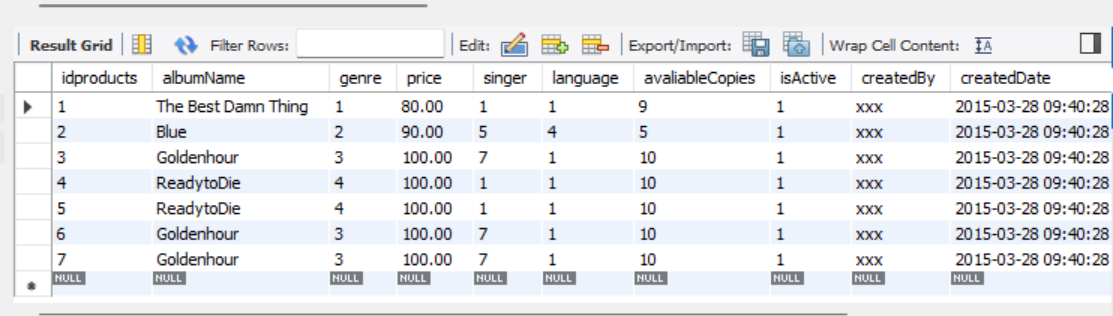 Result Grid Filter Rows: Edit: Export/Import: Wrap Cell Content: IA
idproducts albumName genre price singer language avaliableCopies isActive createdBy createdDate
1 The Best Damn Thing 1 80.00 1 1 9 1 xxx 2015-03-28 09:40:28
2 Blue 2 90.00 5 4 5 1 xxx 2015-03-28 09:40:28
3 Goldenhour 3 100.00 7 1 10 1 xxx 2015-03-28 09:40:28
4 ReadytoDie 4 100.00 1 1 10 1 xxx 2015-03-28 09:40:28
5 ReadytoDie 4 100.00 1 1 10 1 xxx 2015-03-28 09:40:28
6 Goldenhour 3 100.00 7 1 10 1 xxx 2015-03-28 09:40:28
7 Goldenhour 3 100.00 7 1 10 1 xxx 2015-03-28 09:40:28
NULL NULL NULL NULL NULL NULL NULL NULL NULL NULL